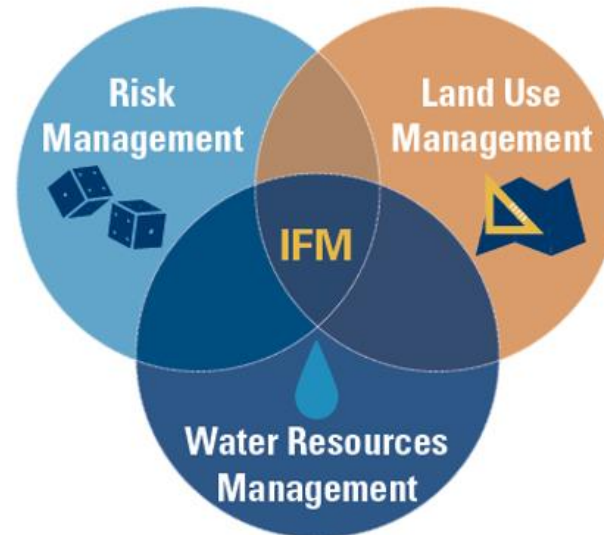 Risk
Management
Land Use
Management
IFM
Water Resources
Management